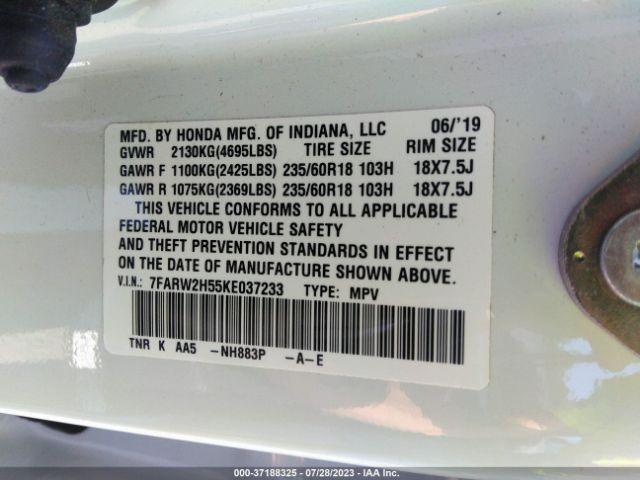 MFD. BY HONDA MFG. OF INDIANA, LLC 06/'19
GVWR 2130KG(4695LBS) TIRE SIZE RIM SIZE
GAWR F 1100KG(2425LBS) 235/60R18 103H 18X7.5J
GAWR R 1075KG(2369LBS) 235/60R18 103H 18X7.5J
THIS VEHICLE CONFORMS TO ALL APPLICABLE
FEDERAL MOTOR VEHICLE SAFETY
AND THEFT PREVENTION STANDARDS IN EFFECT
ON THE DATE OF MANUFACTURE SHOWN ABOVE.
V.I.N.: 7FARW2H55KE037233 TYPE: MPV
TNR K AA5 -NH883P -A-E
000-37188325 / 07/28/2023 / IAA Inc.